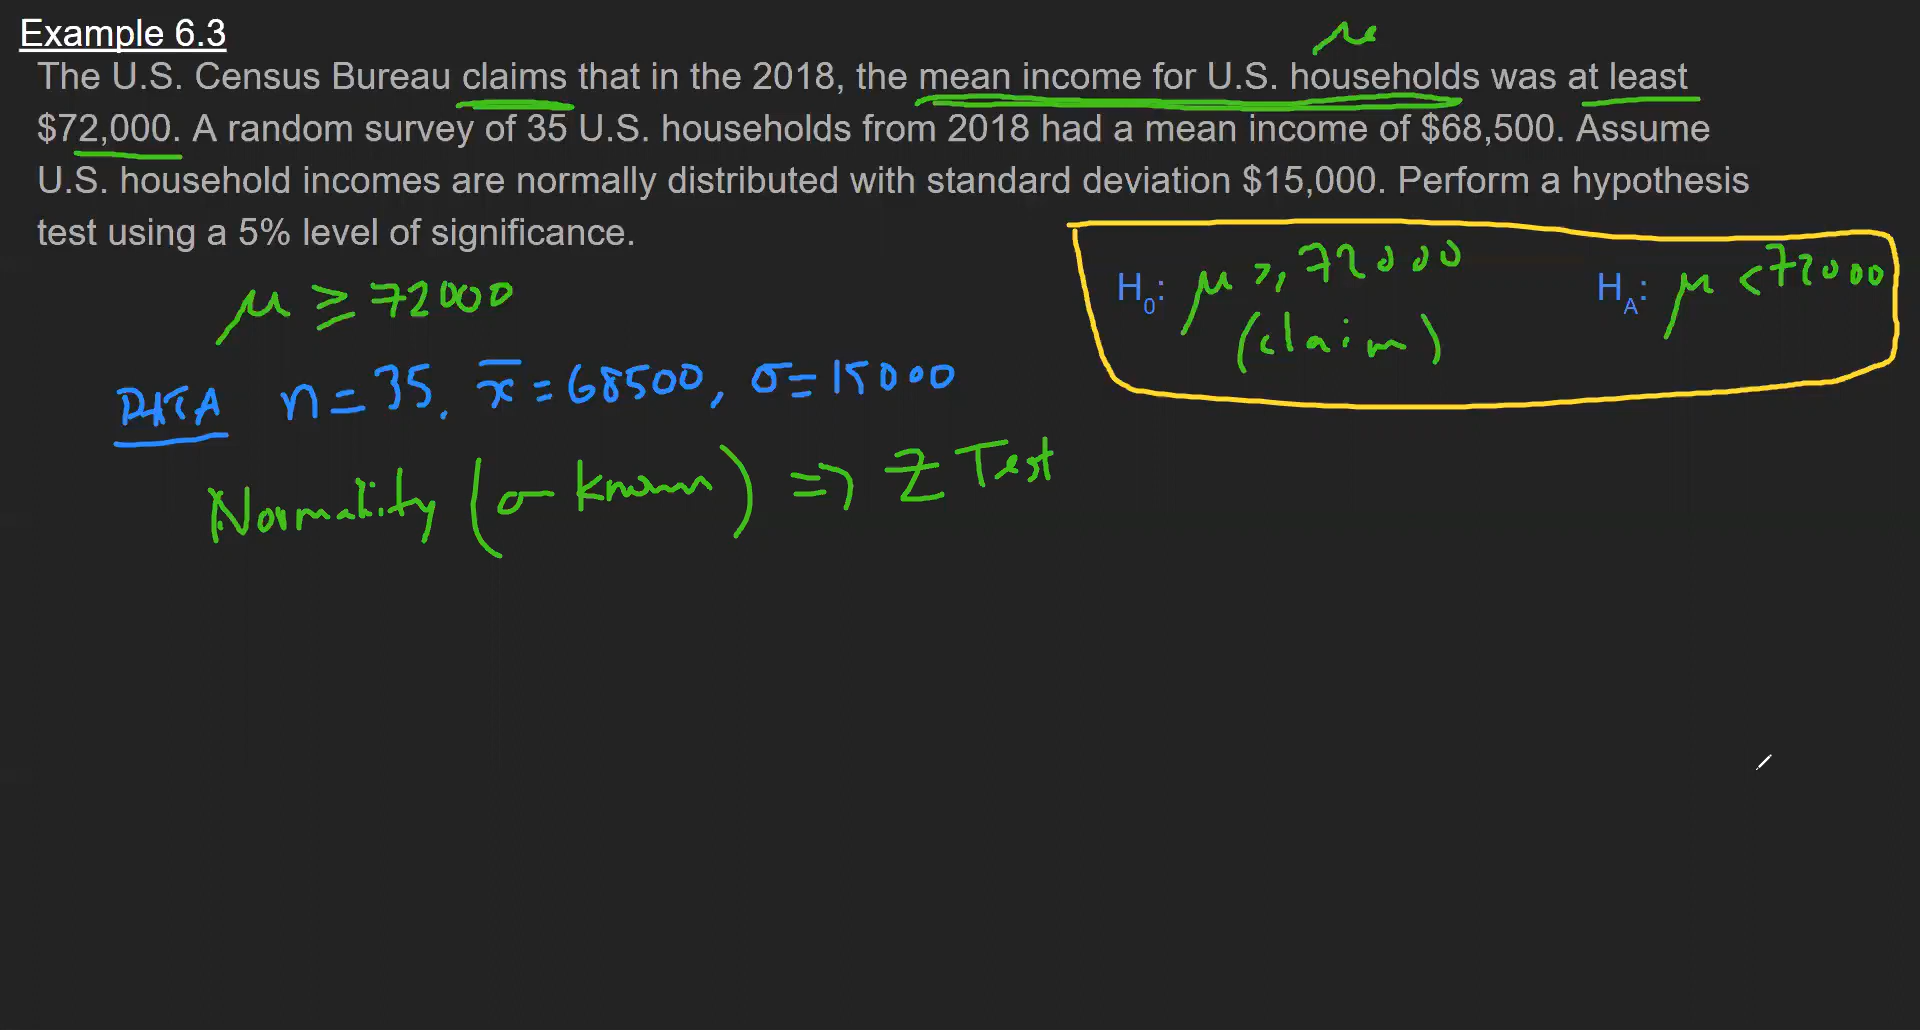 Example 6.3
μ
The U.S. Census Bureau claims that in the 2018, the mean income for U.S. households was at least
$72,000. A random survey of 35 U.S. households from 2018 had a mean income of $68,500. Assume
U.S. household incomes are normally distributed with standard deviation $15,000. Perform a hypothesis
test using a 5% level of significance.
μ ≥ 72000
H₀: μ ≥ 72000
(claim)
H_A: μ < 72000
DATA n = 35, x̅ = 68500, σ = 15000
Normality (σ known) ⇒ Z Test